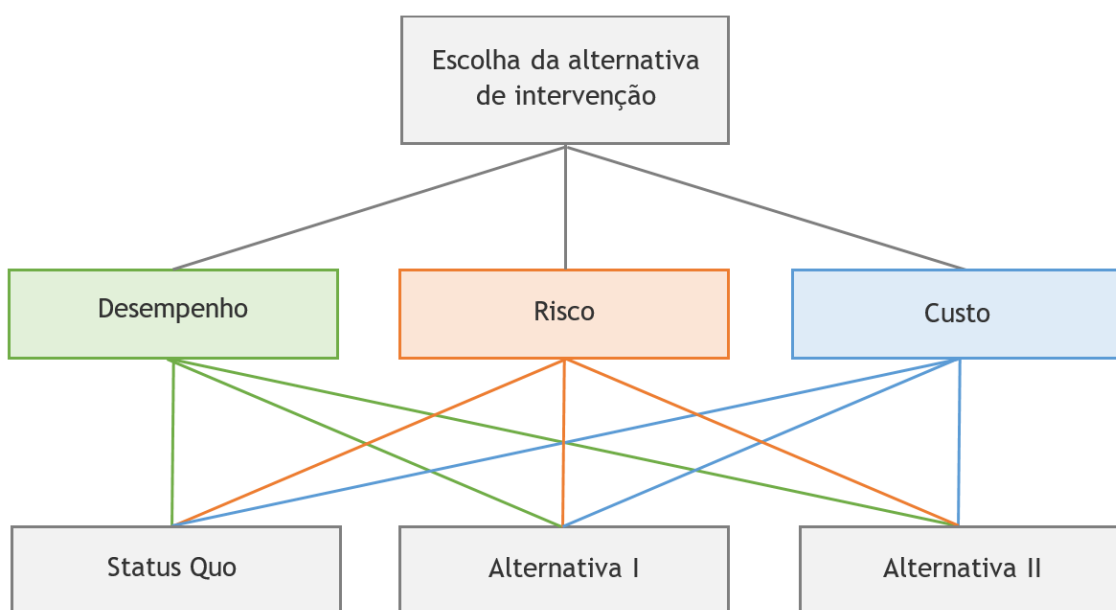 Escolha da alternativa
de intervenção
Desempenho
Risco
Custo
Status Quo
Alternativa I
Alternativa II